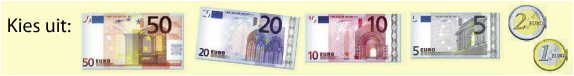 Kies uit:
50
50 EURO
20
20 EURO
10
10 EURO
5
5 EURO
2 EURO
1 EURO